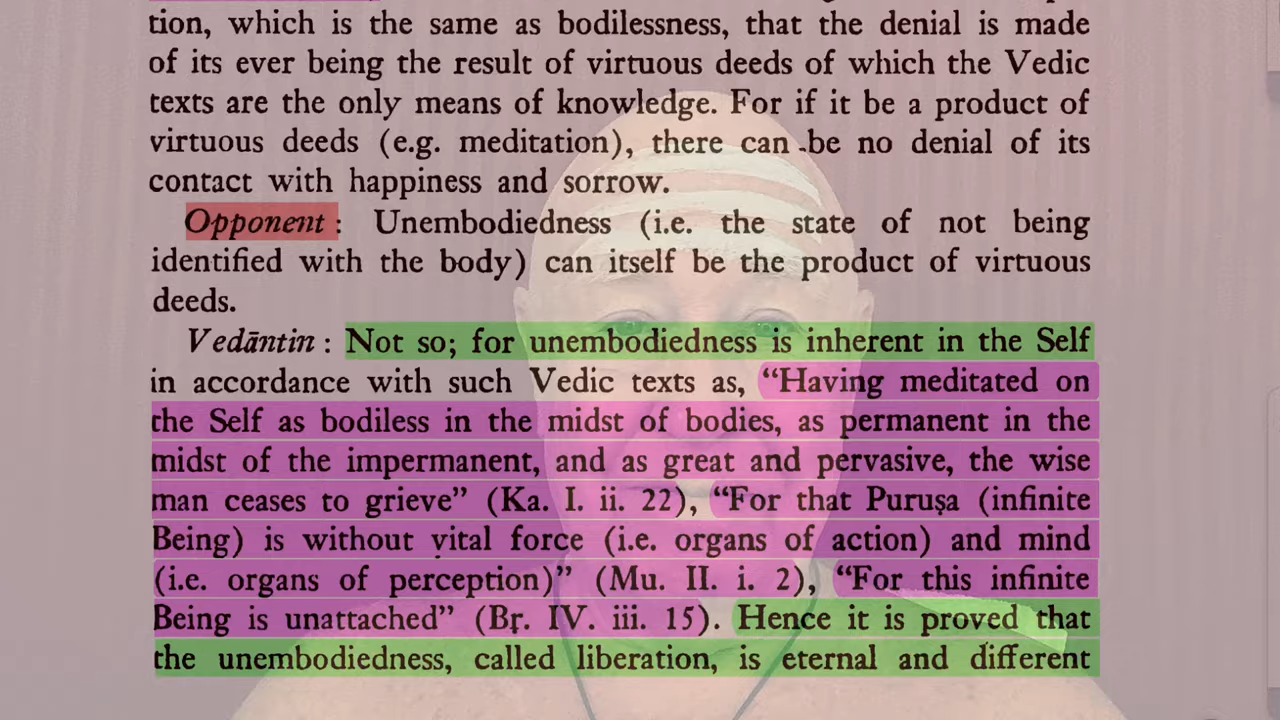 tion, which is the same as bodilessness, that the denial is made
of its ever being the result of virtuous deeds of which the Vedic
texts are the only means of knowledge. For if it be a product of
virtuous deeds (e.g. meditation), there can be no denial of its
contact with happiness and sorrow.
Opponent : Unembodiedness (i.e. the state of not being
identified with the body) can itself be the product of virtuous
deeds.
Vedāntin : Not so; for unembodiedness is inherent in the Self
in accordance with such Vedic texts as, “Having meditated on
the Self as bodiless in the midst of bodies, as permanent in the
midst of the impermanent, and as great and pervasive, the wise
man ceases to grieve” (Ka. I. ii. 22), “For that Puruṣa (infinite
Being) is without vital force (i.e. organs of action) and mind
(i.e. organs of perception)” (Mu. II. i. 2), “For this infinite
Being is unattached” (Bṛ. IV. iii. 15). Hence it is proved that
the unembodiedness, called liberation, is eternal and different